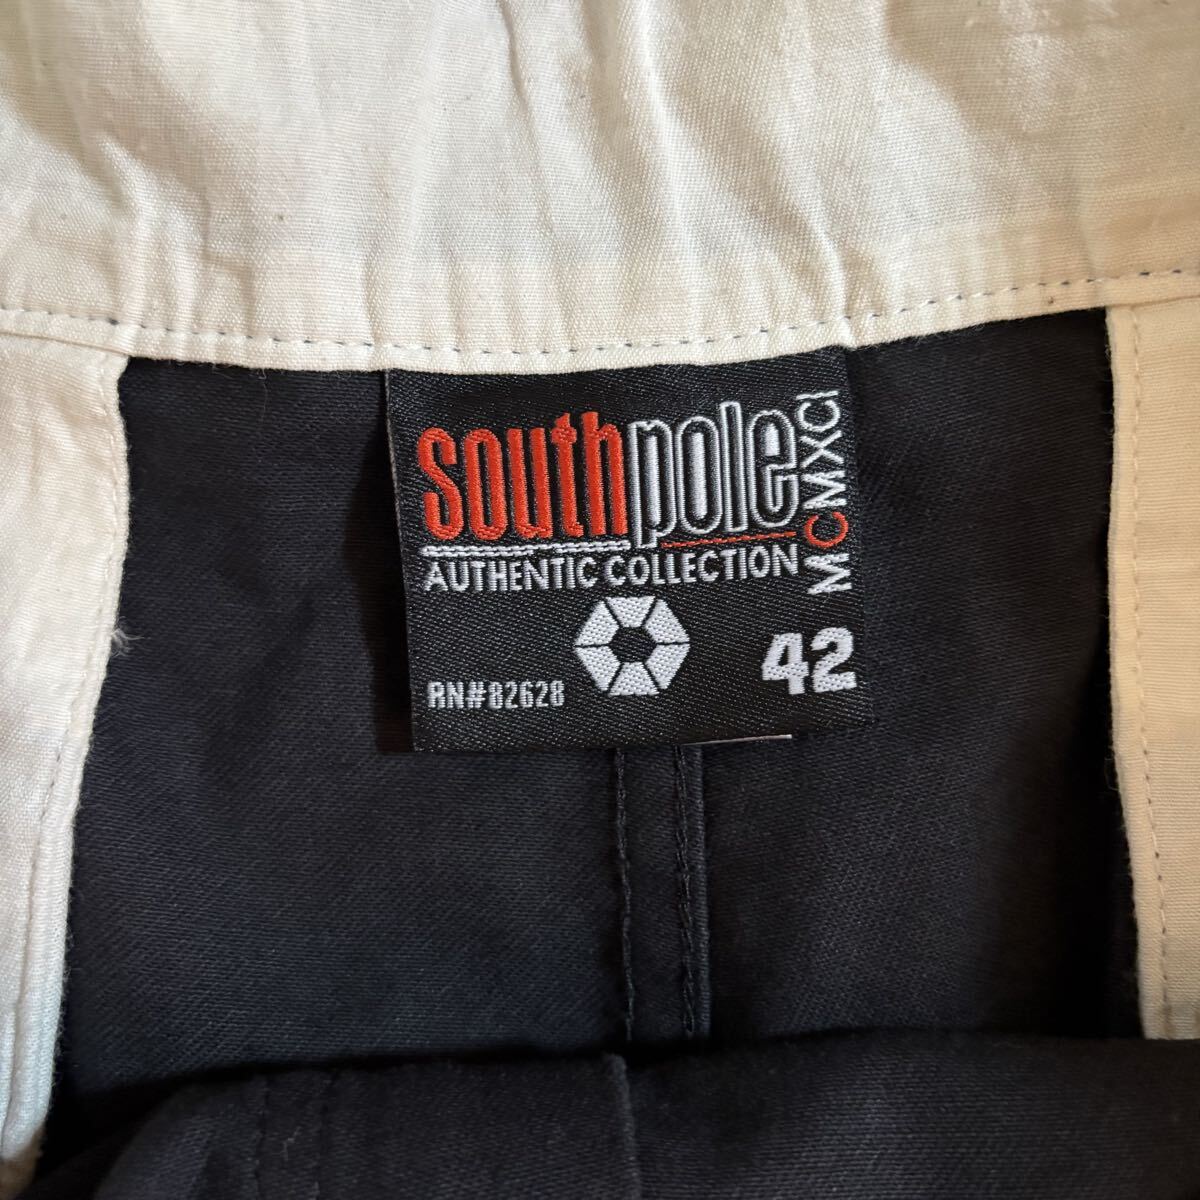 southpole
MCMXCI
AUTHENTIC COLLECTION
RN#82628
42